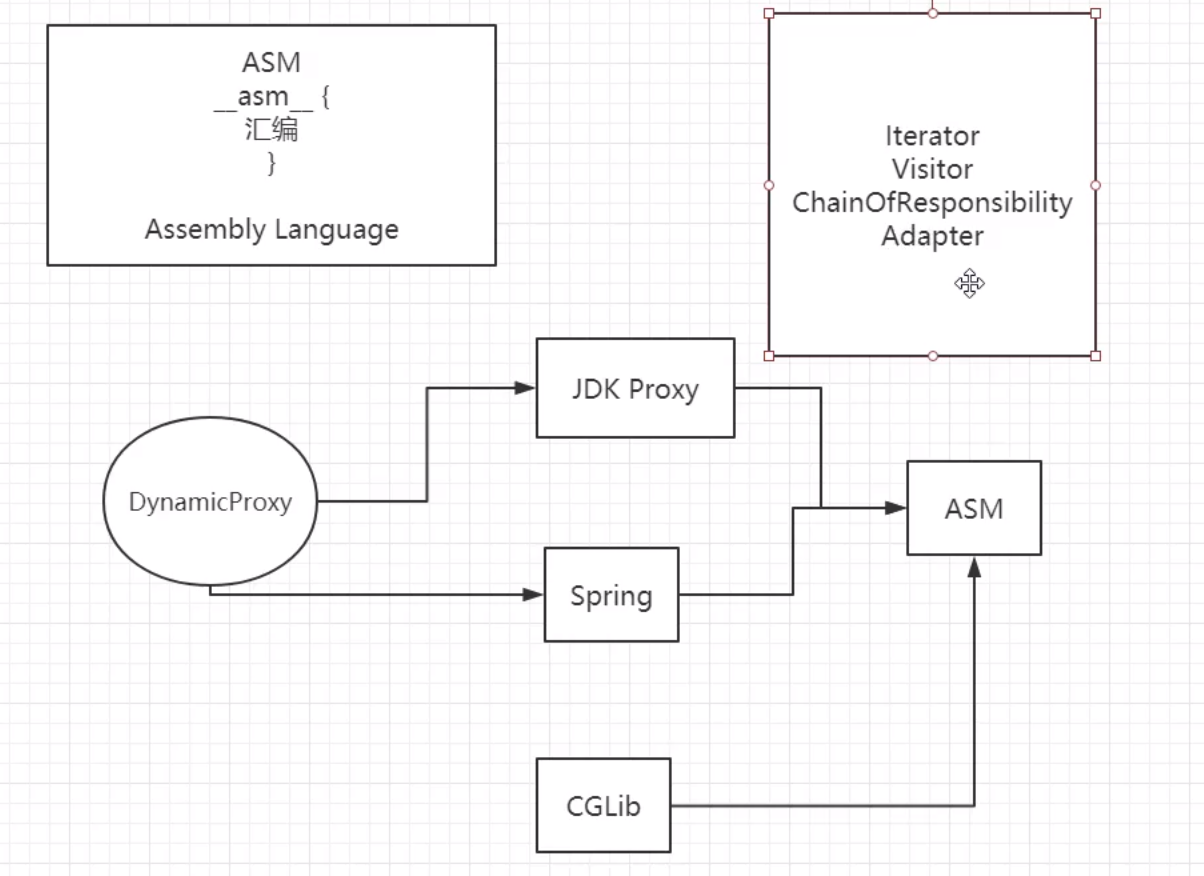 ASM
__asm__ {
汇编
}
Assembly Language
Iterator
Visitor
ChainOfResponsibility
Adapter
JDK Proxy
DynamicProxy
ASM
Spring
CGLib